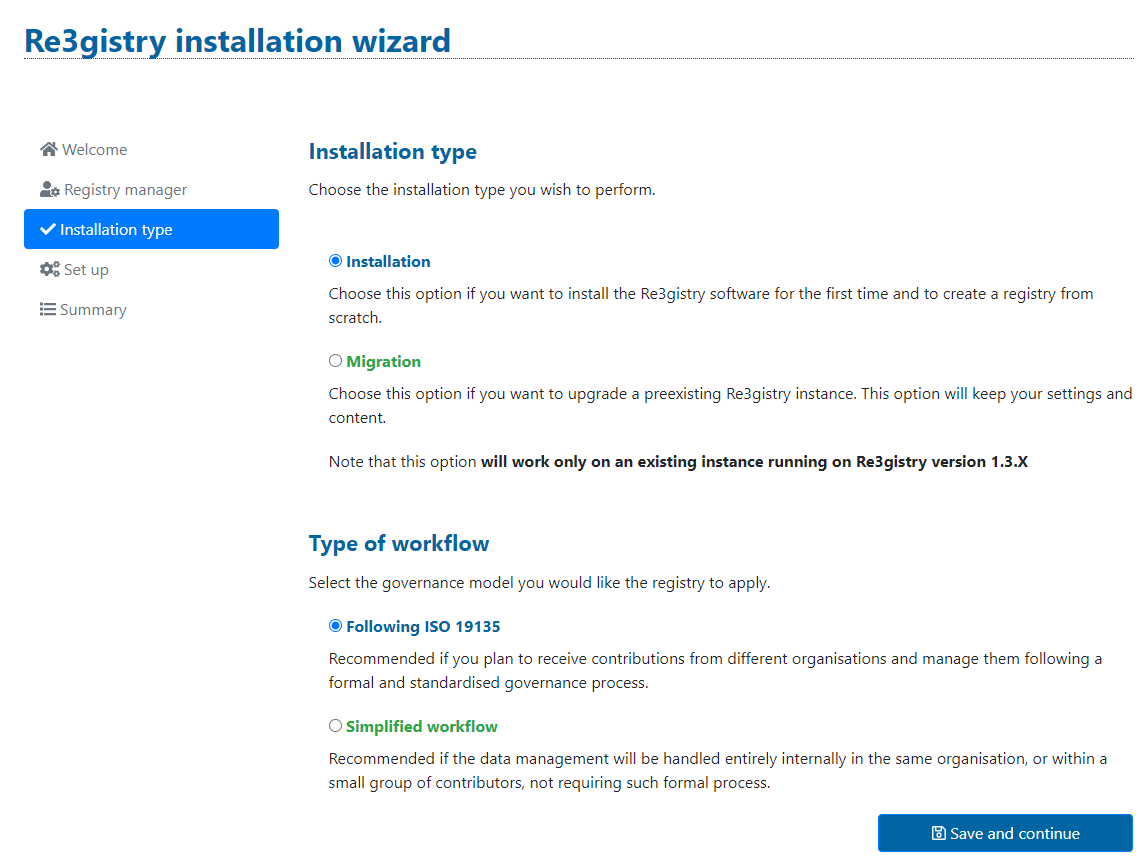 Re3gistry installation wizard
Welcome
Registry manager
Installation type
Set up
Summary
Installation type
Choose the installation type you wish to perform.
Installation
Choose this option if you want to install the Re3gistry software for the first time and to create a registry from
scratch.
Migration
Choose this option if you want to upgrade a preexisting Re3gistry instance. This option will keep your settings and
content.
Note that this option will work only on an existing instance running on Re3gistry version 1.3.X
Type of workflow
Select the governance model you would like the registry to apply.
Following ISO 19135
Recommended if you plan to receive contributions from different organisations and manage them following a
formal and standardised governance process.
Simplified workflow
Recommended if the data management will be handled entirely internally in the same organisation, or within a
small group of contributors, not requiring such formal process.
Save and continue